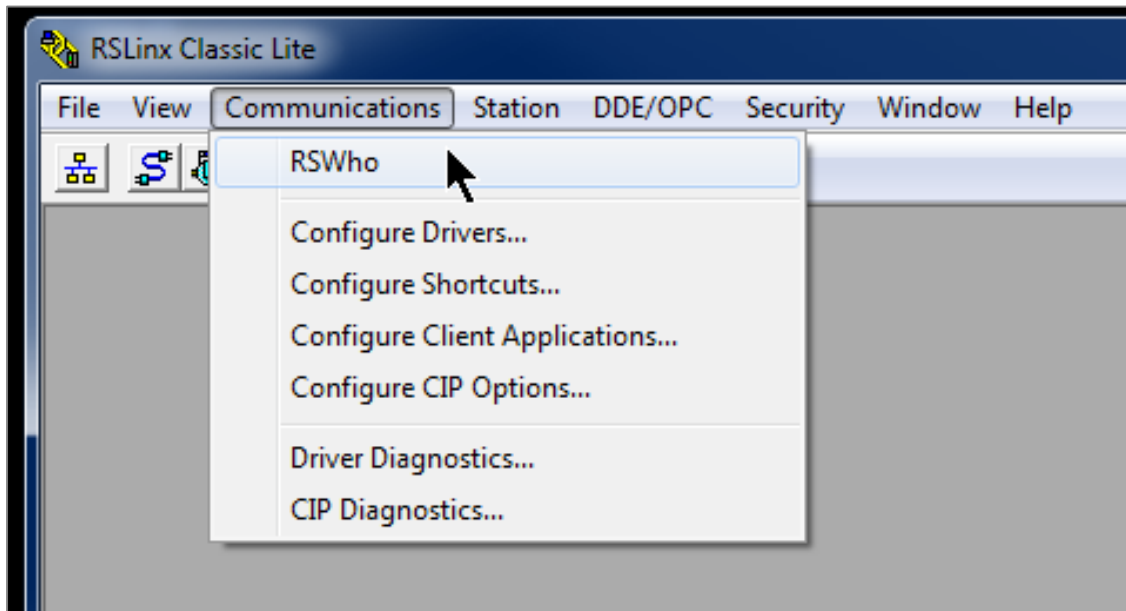 RSLinx Classic Lite
File View Communications Station DDE/OPC Security Window Help
RSWho
Configure Drivers...
Configure Shortcuts...
Configure Client Applications...
Configure CIP Options...
Driver Diagnostics...
CIP Diagnostics...